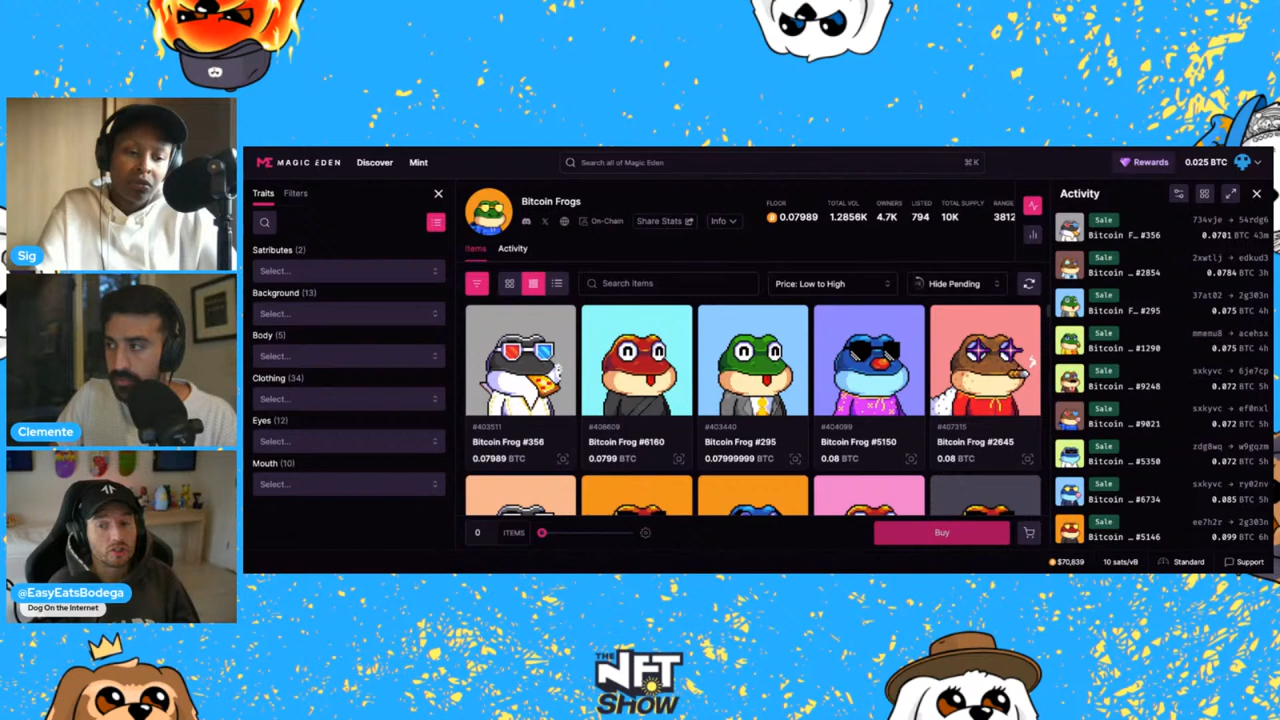 Sig
Clemente
@EasyEatsBodega
Dog On the Internet
MAGIC EDEN
Discover
Mint
Search all of Magic Eden
⌘K
Rewards
0.025 BTC
Traits
Filters
Satributes (2)
Select...
Background (13)
Select...
Body (5)
Select...
Clothing (34)
Select...
Eyes (12)
Select...
Mouth (10)
Select...
Bitcoin Frogs
On-Chain
Share Stats
Info
FLOOR
0.07989
TOTAL VOL
1.2856K
OWNERS
4.7K
LISTED
794
TOTAL SUPPLY
10K
RANGE
3812
Items
Activity
Search items
Price: Low to High
Hide Pending
#403511
Bitcoin Frog #356
0.07989 BTC
#408609
Bitcoin Frog #6160
0.0799 BTC
#403440
Bitcoin Frog #295
0.07999999 BTC
#404099
Bitcoin Frog #5150
0.08 BTC
#407315
Bitcoin Frog #2645
0.08 BTC
0
ITEMS
Buy
Activity
Sale
734vje → 54rdg6
Bitcoin F... #356
0.0701 BTC 43m
Sale
2xwtlj → edkud3
Bitcoin ... #2854
0.0784 BTC 3h
Sale
37at02 → 2g303n
Bitcoin F... #295
0.075 BTC 4h
Sale
mmemu8 → acehsx
Bitcoin ... #1290
0.075 BTC 4h
Sale
sxkyvc → 6je7cp
Bitcoin ... #9248
0.072 BTC 5h
Sale
sxkyvc → ef0nxl
Bitcoin ... #9021
0.072 BTC 5h
Sale
zdg8wq → w9gqzm
Bitcoin ... #5350
0.072 BTC 5h
Sale
sxkyvc → ry02nv
Bitcoin ... #6734
0.085 BTC 5h
Sale
ee7h2r → 2g303n
Bitcoin ... #5146
0.099 BTC 6h
$70,839
10 sats/vB
Standard
Support
THE
NFT
SHOW